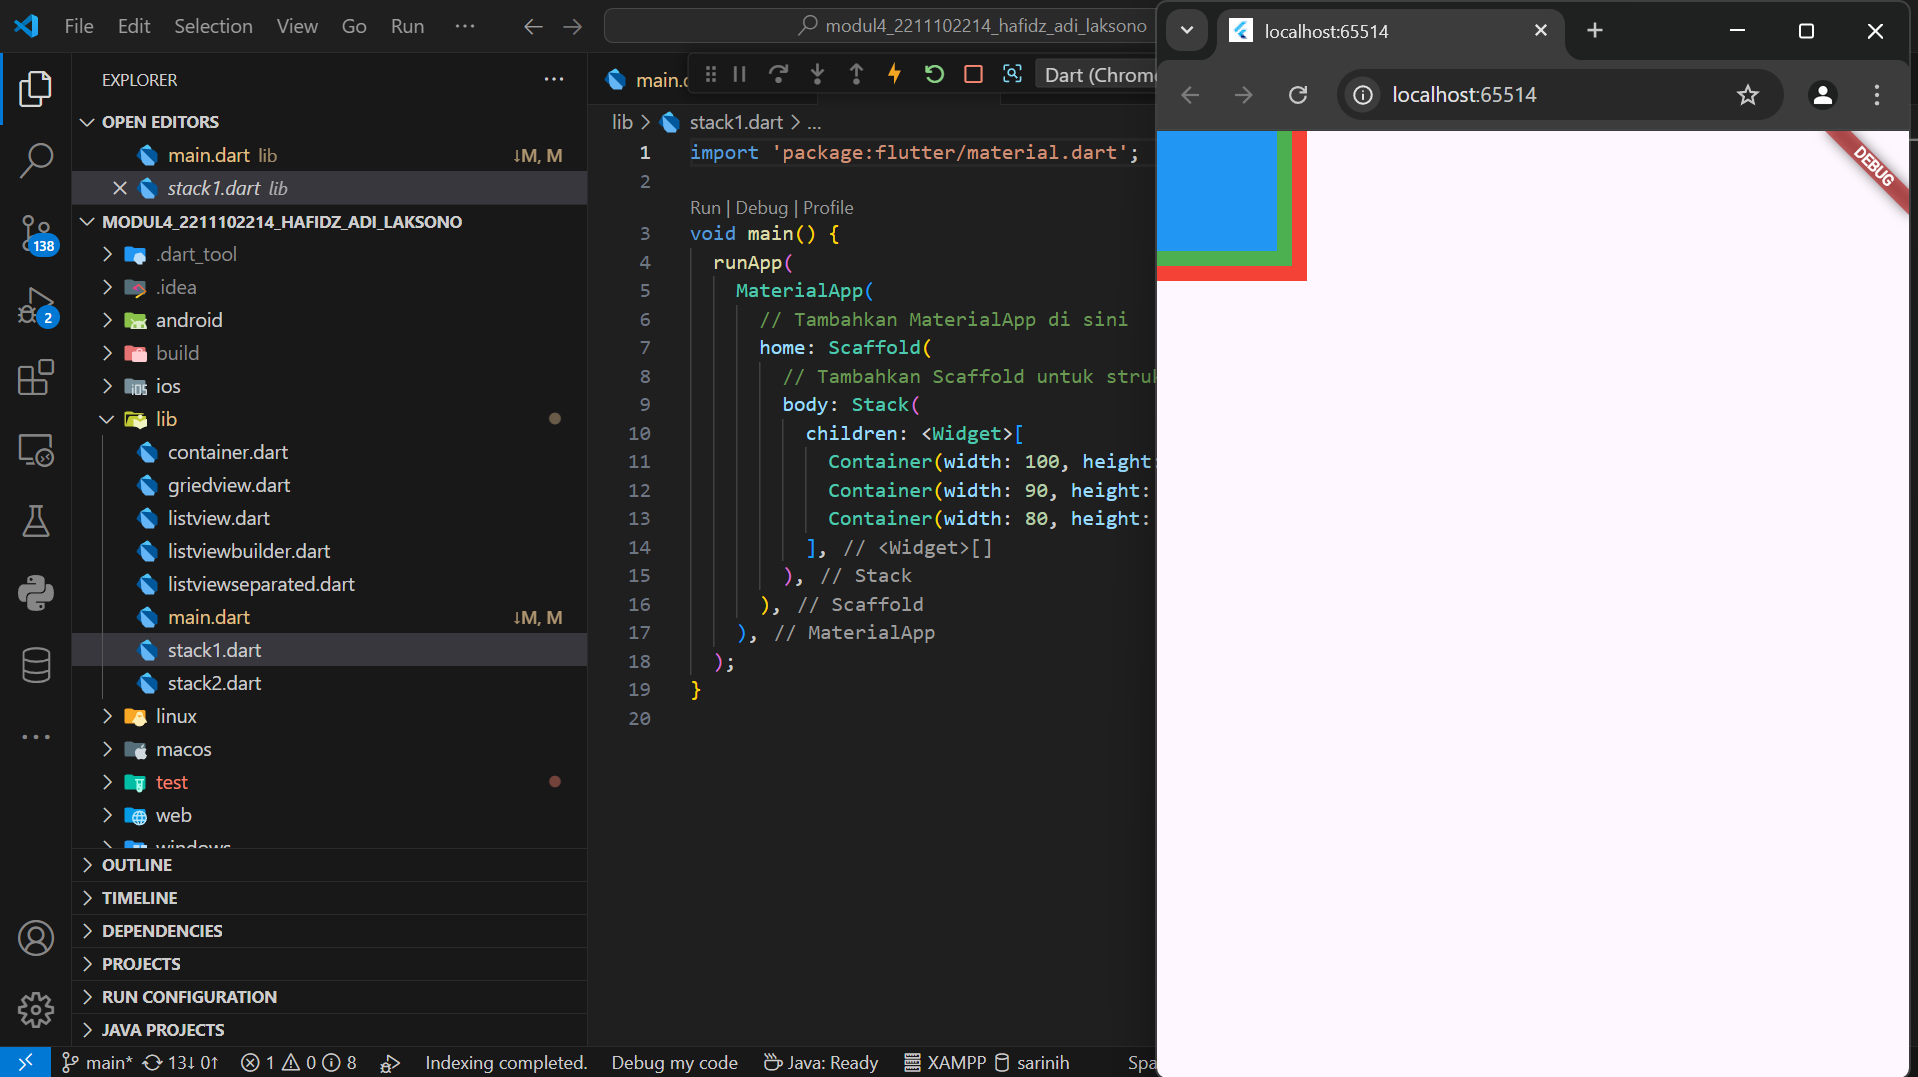 File Edit Selection View Go Run ··· modul4_2211102214_hafidz_adi_laksono
EXPLORER ···
OPEN EDITORS
main.dart lib ↓M, M
stack1.dart lib
MODUL4_2211102214_HAFIDZ_ADI_LAKSONO
.dart_tool
.idea
android
build
ios
lib
container.dart
griedview.dart
listview.dart
listviewbuilder.dart
listviewseparated.dart
main.dart ↓M, M
stack1.dart
stack2.dart
linux
macos
test
web
windows
OUTLINE
TIMELINE
DEPENDENCIES
PROJECTS
RUN CONFIGURATION
JAVA PROJECTS
138
2
main.d Dart (Chrome
lib > stack1.dart > ...
1 import 'package:flutter/material.dart';
2
Run | Debug | Profile
3 void main() {
4 runApp(
5 MaterialApp(
6 // Tambahkan MaterialApp di sini
7 home: Scaffold(
8 // Tambahkan Scaffold untuk struk
9 body: Stack(
10 children: <Widget>[
11 Container(width: 100, height:
12 Container(width: 90, height:
13 Container(width: 80, height:
14 ], // <Widget>[]
15 ), // Stack
16 ), // Scaffold
17 ), // MaterialApp
18 );
19 }
20
main* 13↓ 0↑ 1 0 8 Indexing completed. Debug my code Java: Ready XAMPP sarinih Spa
localhost:65514
localhost:65514
DEBUG